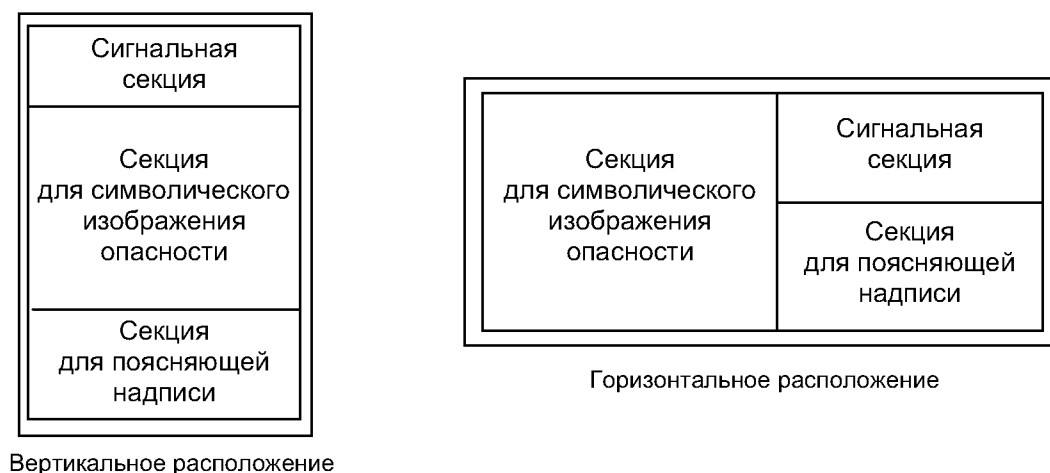 Сигнальная
секция
Секция
для символического
изображения
опасности
Секция
для поясняющей
надписи
Вертикальное расположение
Секция
для символического
изображения
опасности
Сигнальная
секция
Секция
для поясняющей
надписи
Горизонтальное расположение